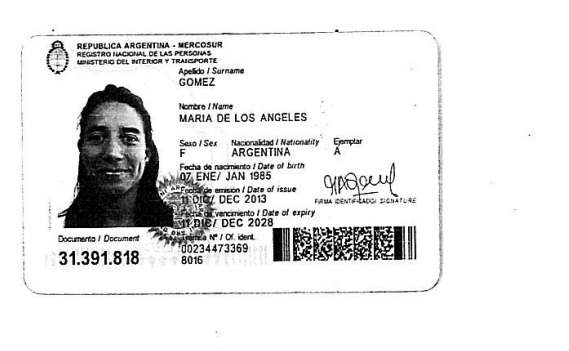 REPUBLICA ARGENTINA - MERCOSUR
REGISTRO NACIONAL DE LAS PERSONAS
MINISTERIO DEL INTERIOR Y TRANSPORTE
Apellido / Surname
GOMEZ
Nombre / Name
MARIA DE LOS ANGELES
Sexo / Sex Nacionalidad / Nationality Ejemplar
F ARGENTINA A
Fecha de nacimiento / Date of birth
07 ENE/ JAN 1985
Fecha de emisión / Date of issue
11 DIC/ DEC 2013
Fecha de vencimiento / Date of expiry
11 DIC/ DEC 2028
FIRMA IDENTIFICADO/ SIGNATURE
Documento / Document
31.391.818
Trámite Nº / Of. ident.
00234473369
8016